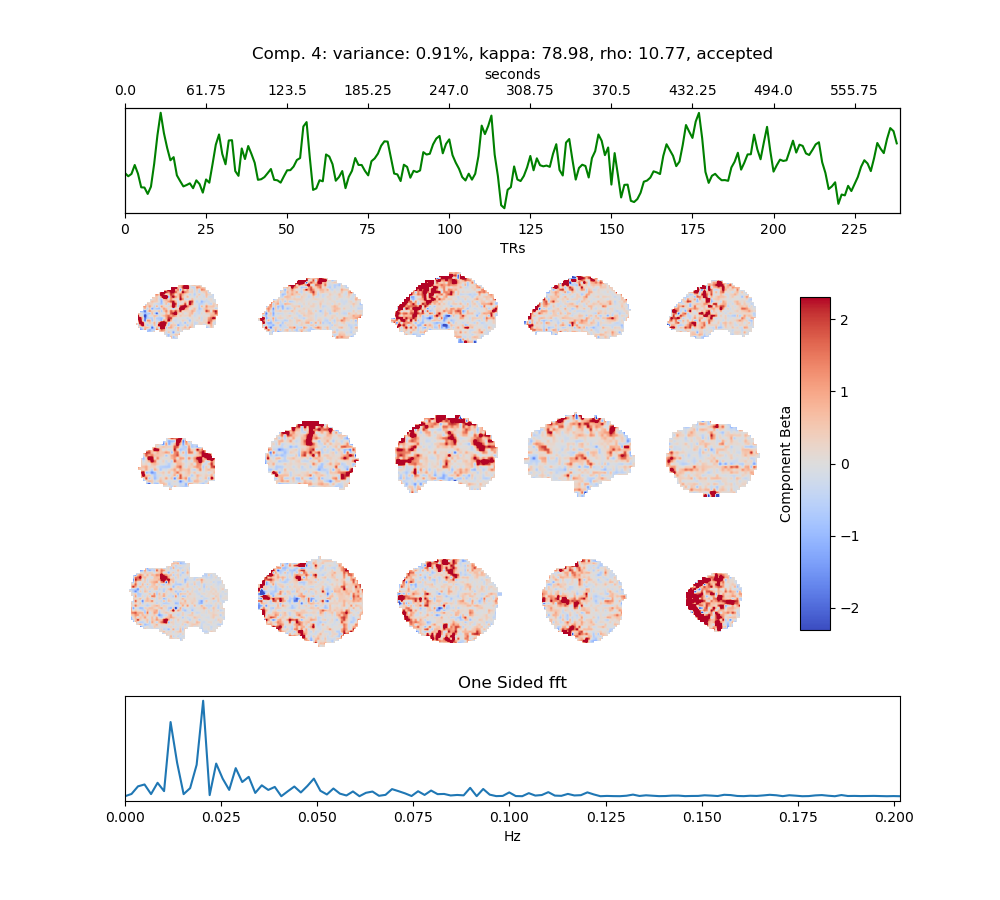 Comp. 4: variance: 0.91%, kappa: 78.98, rho: 10.77, accepted
seconds
0.0 61.75 123.5 185.25 247.0 308.75 370.5 432.25 494.0 555.75
0 25 50 75 100 125 150 175 200 225
TRs
2
1
0
−1
−2
Component Beta
One Sided fft
0.000 0.025 0.050 0.075 0.100 0.125 0.150 0.175 0.200
Hz